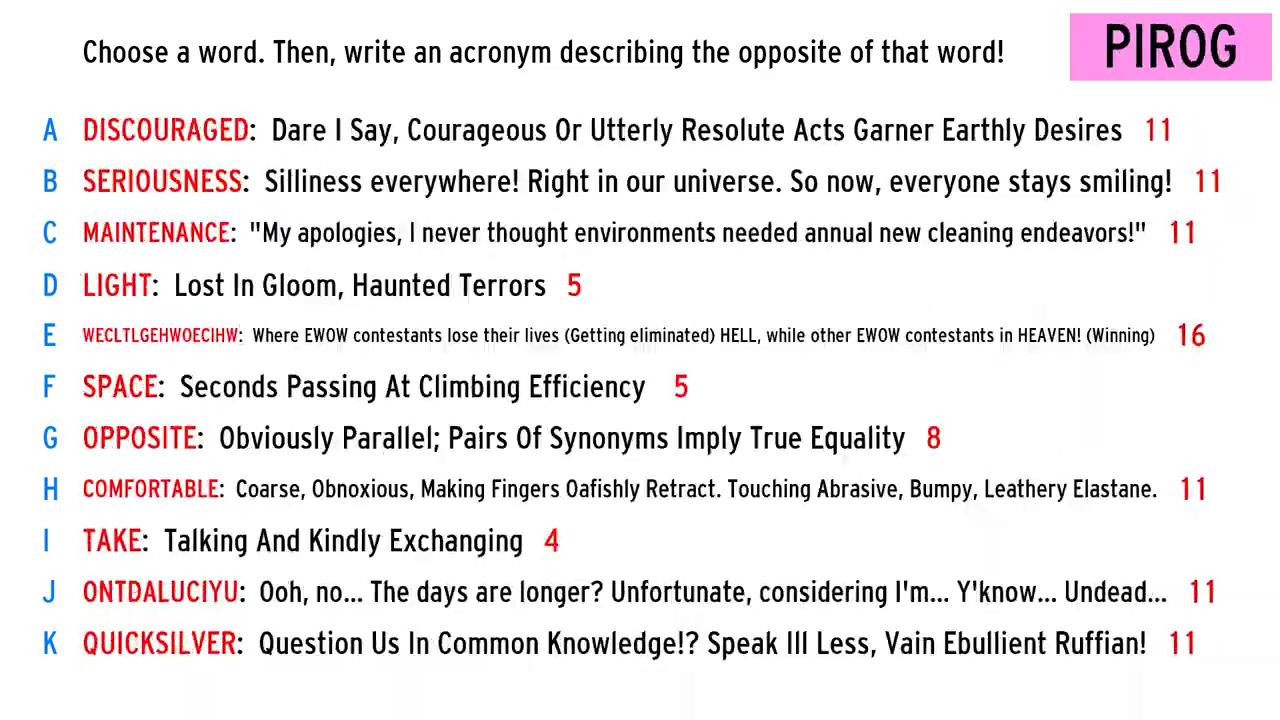 Choose a word. Then, write an acronym describing the opposite of that word!
PIROG
A DISCOURAGED: Dare I Say, Courageous Or Utterly Resolute Acts Garner Earthly Desires 11
B SERIOUSNESS: Silliness everywhere! Right in our universe. So now, everyone stays smiling! 11
C MAINTENANCE: "My apologies, I never thought environments needed annual new cleaning endeavors!" 11
D LIGHT: Lost In Gloom, Haunted Terrors 5
E WECLTLGEHWOECIHW: Where EWOW contestants lose their lives (Getting eliminated) HELL, while other EWOW contestants in HEAVEN! (Winning) 16
F SPACE: Seconds Passing At Climbing Efficiency 5
G OPPOSITE: Obviously Parallel; Pairs Of Synonyms Imply True Equality 8
H COMFORTABLE: Coarse, Obnoxious, Making Fingers Oafishly Retract. Touching Abrasive, Bumpy, Leathery Elastane. 11
I TAKE: Talking And Kindly Exchanging 4
J ONTDALUCIYU: Ooh, no... The days are longer? Unfortunate, considering I'm... Y'know... Undead... 11
K QUICKSILVER: Question Us In Common Knowledge!? Speak Ill Less, Vain Ebullient Ruffian! 11